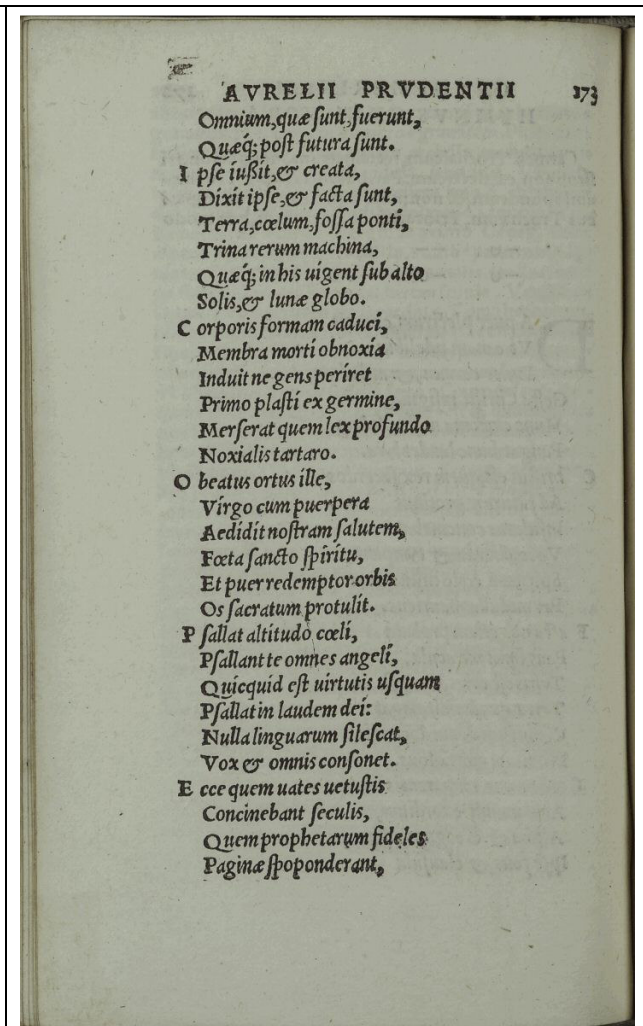 AVRELII PRVDENTII 173
Omnium, quæ sunt, fuerunt,
Quæq; post futura sunt.
I pse iußit, & creata,
Dixit ipse, & facta sunt,
Terra, cœlum, fossa ponti,
Trina rerum machina,
Quæq; in his uigent sub alto
Solis, & lunæ globo.
C orporis formam caduci,
Membra morti obnoxia
Induit ne gens periret
Primo plasti ex germine,
Merserat quem lex profundo
Noxialis tartaro.
O beatus ortus ille,
Virgo cum puerpera
Aedidit nostram salutem,
Fœta sancto spiritu,
Et puer redemptor orbis
Os sacratum protulit.
P sallat altitudo cœli,
Psallant te omnes angeli,
Quicquid est uirtutis usquam
Psallat in laudem dei:
Nulla linguarum silescat,
Vox & omnis consonet.
E cce quem uates uetustis
Concinebant seculis,
Quem prophetarum fideles
Paginæ spoponderant,